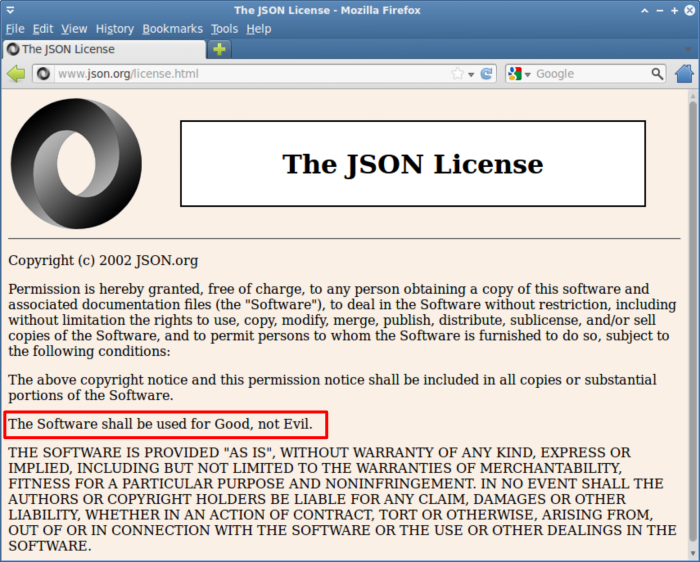 The JSON License - Mozilla Firefox
File Edit View History Bookmarks Tools Help
The JSON License
www.json.org/license.html
Google
The JSON License
Copyright (c) 2002 JSON.org
Permission is hereby granted, free of charge, to any person obtaining a copy of this software and
associated documentation files (the "Software"), to deal in the Software without restriction, including
without limitation the rights to use, copy, modify, merge, publish, distribute, sublicense, and/or sell
copies of the Software, and to permit persons to whom the Software is furnished to do so, subject to
the following conditions:
The above copyright notice and this permission notice shall be included in all copies or substantial
portions of the Software.
The Software shall be used for Good, not Evil.
THE SOFTWARE IS PROVIDED "AS IS", WITHOUT WARRANTY OF ANY KIND, EXPRESS OR
IMPLIED, INCLUDING BUT NOT LIMITED TO THE WARRANTIES OF MERCHANTABILITY,
FITNESS FOR A PARTICULAR PURPOSE AND NONINFRINGEMENT. IN NO EVENT SHALL THE
AUTHORS OR COPYRIGHT HOLDERS BE LIABLE FOR ANY CLAIM, DAMAGES OR OTHER
LIABILITY, WHETHER IN AN ACTION OF CONTRACT, TORT OR OTHERWISE, ARISING FROM,
OUT OF OR IN CONNECTION WITH THE SOFTWARE OR THE USE OR OTHER DEALINGS IN THE
SOFTWARE.